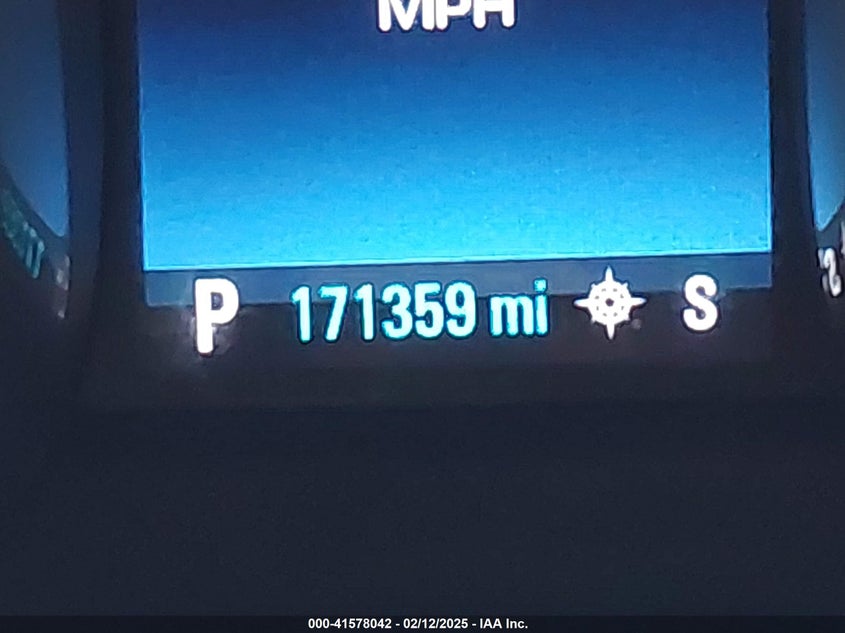 MPH
P 171359 mi S
000-41578042 - 02/12/2025 - IAA Inc.